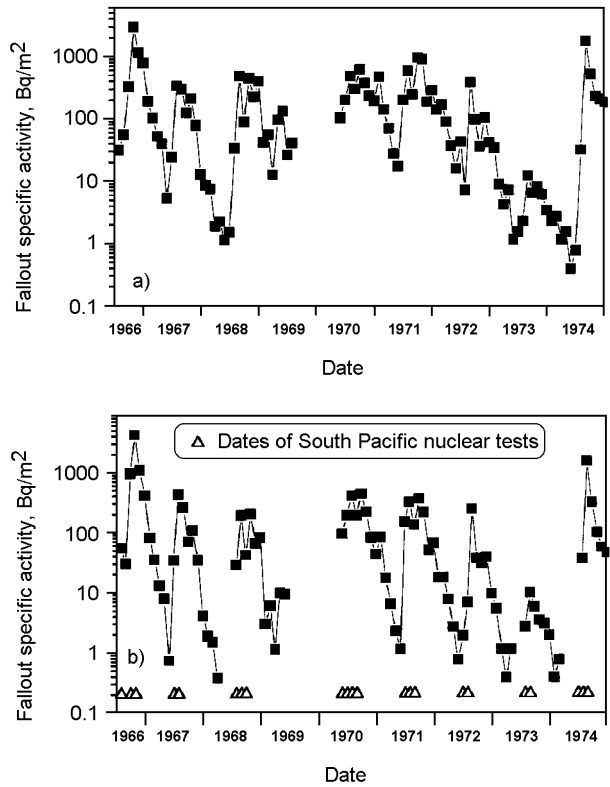 1000
100
10
1
0.1
Fallout specific activity, Bq/m²
a)
1966 1967 1968 1969 1970 1971 1972 1973 1974
Date
Δ Dates of South Pacific nuclear tests
1000
100
10
1
0.1
Fallout specific activity, Bq/m²
b)
1966 1967 1968 1969 1970 1971 1972 1973 1974
Date